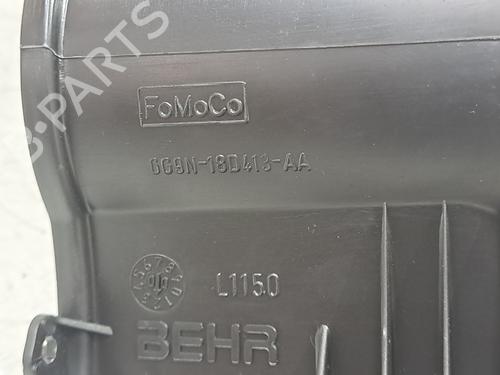 FoMoCo
6G9N-18D413-AA
L1150
BEHR
B-PARTS